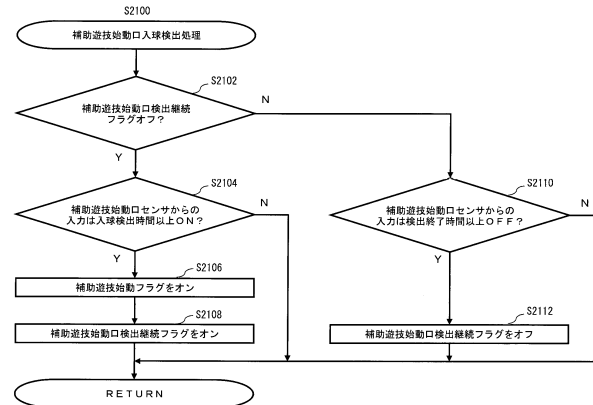 S2100
補助遊技始動口入球検出処理
S2102
補助遊技始動口検出継続
フラグオフ？
N
Y
S2104
補助遊技始動口センサからの
入力は入球検出時間以上ＯＮ？
N
Y
S2110
補助遊技始動口センサからの
入力は検出終了時間以上ＯＦＦ？
N
Y
S2106
補助遊技始動フラグをオン
S2108
補助遊技始動口検出継続フラグをオン
S2112
補助遊技始動口検出継続フラグをオフ
ＲＥＴＵＲＮ